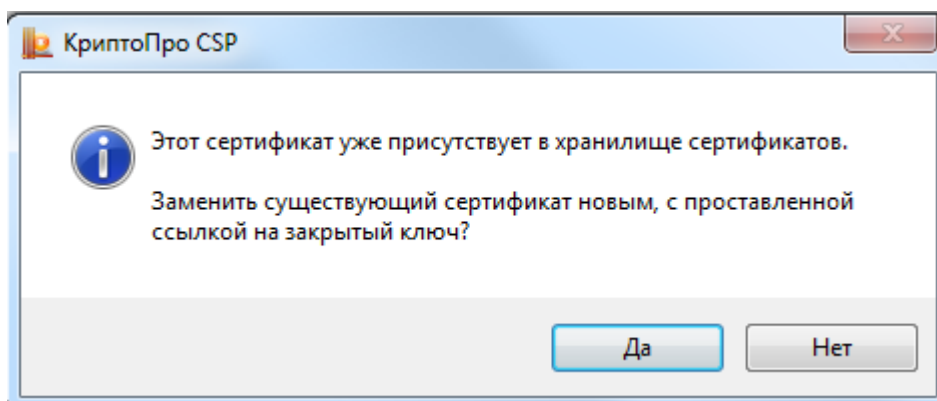 КриптоПро CSP
Этот сертификат уже присутствует в хранилище сертификатов.
Заменить существующий сертификат новым, с проставленной
ссылкой на закрытый ключ?
Да
Нет